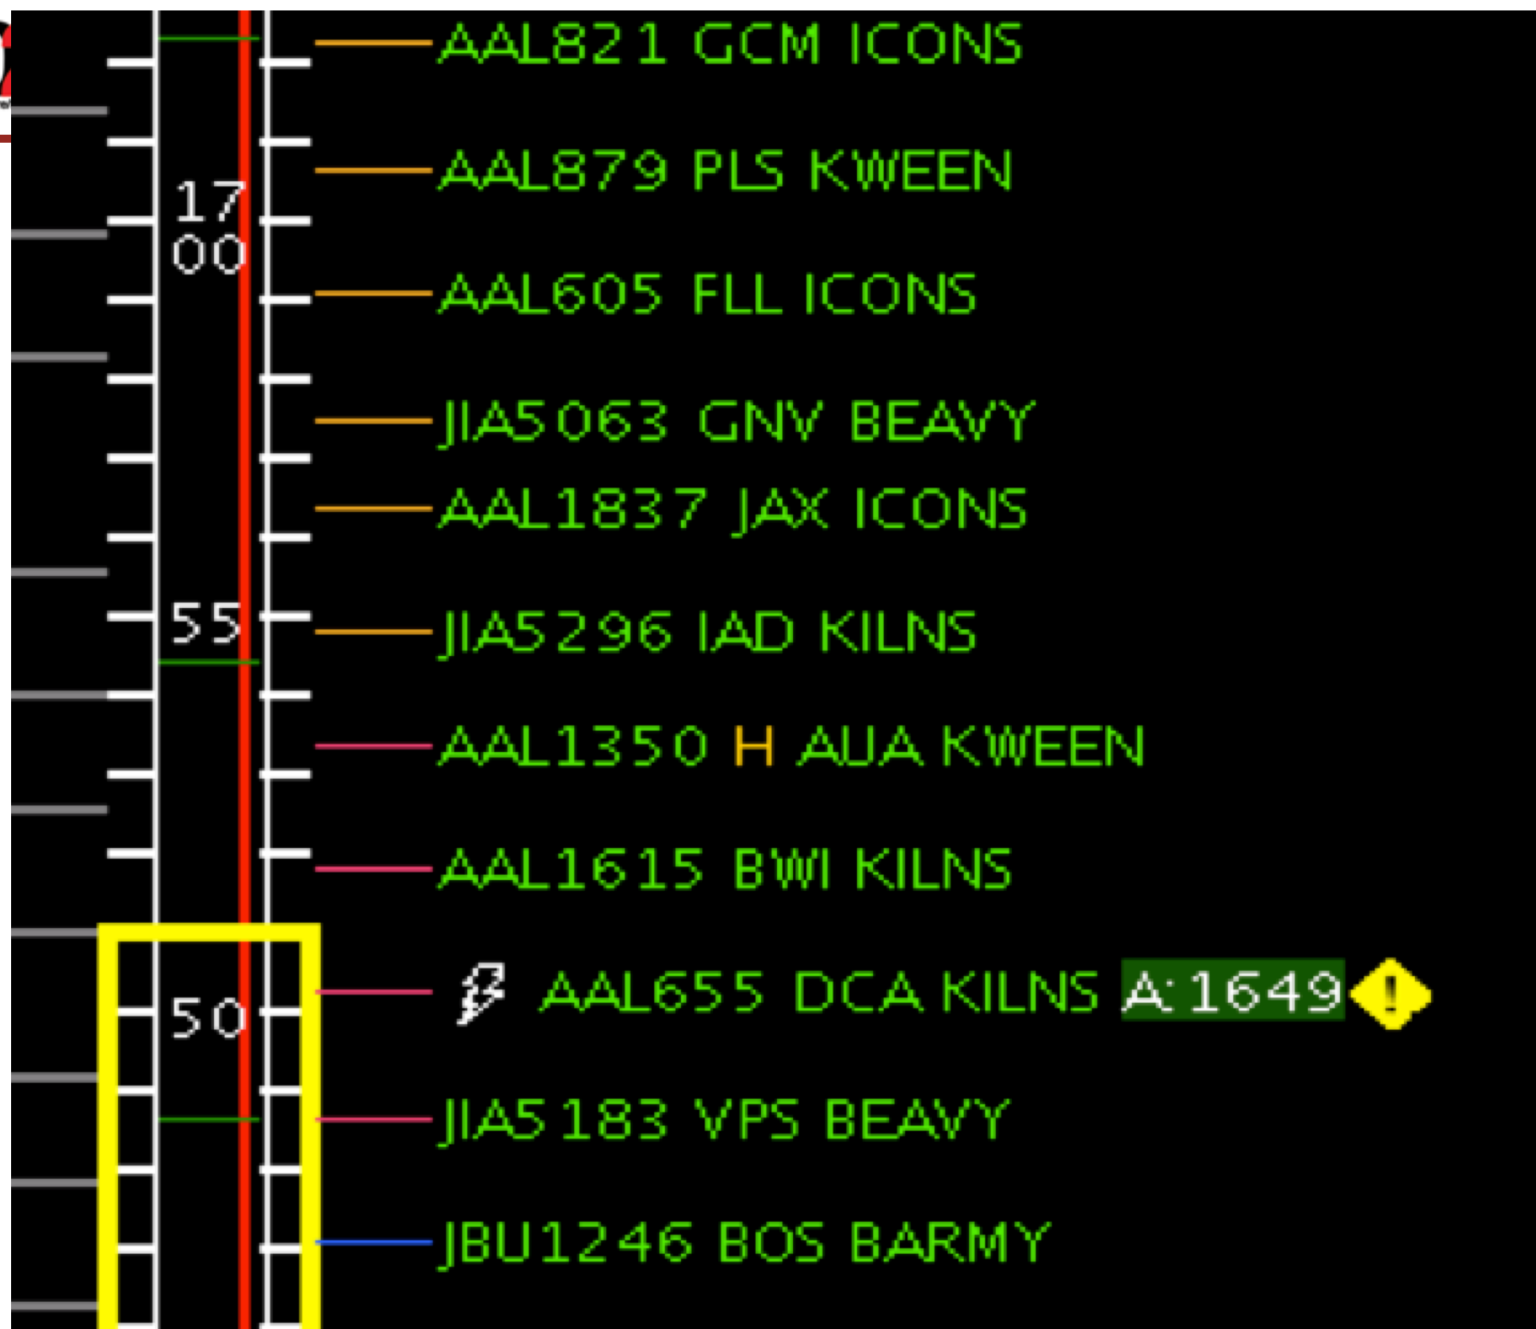 AAL821 GCM ICONS
AAL879 PLS KWEEN
17
00
AAL605 FLL ICONS
JIA5063 GNV BEAVY
AAL1837 JAX ICONS
55
JIA5296 IAD KILNS
AAL1350 H AUA KWEEN
AAL1615 BWI KILNS
AAL655 DCA KILNS A:1649 !
50
JIA5183 VPS BEAVY
JBU1246 BOS BARMY